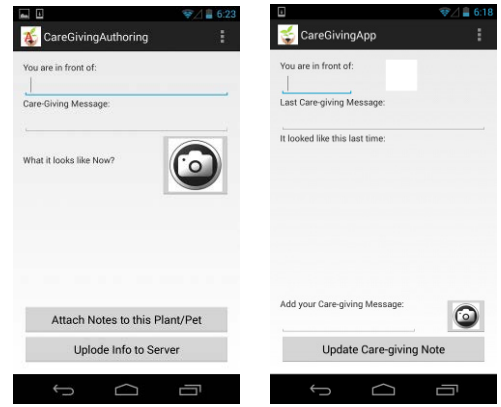 6:23
CareGivingAuthoring
You are in front of:
Care-Giving Message:
What it looks like Now?
Attach Notes to this Plant/Pet
Uplode Info to Server
6:18
CareGivingApp
You are in front of:
Last Care-giving Message:
It looked like this last time:
Add your Care-giving Message:
Update Care-giving Note